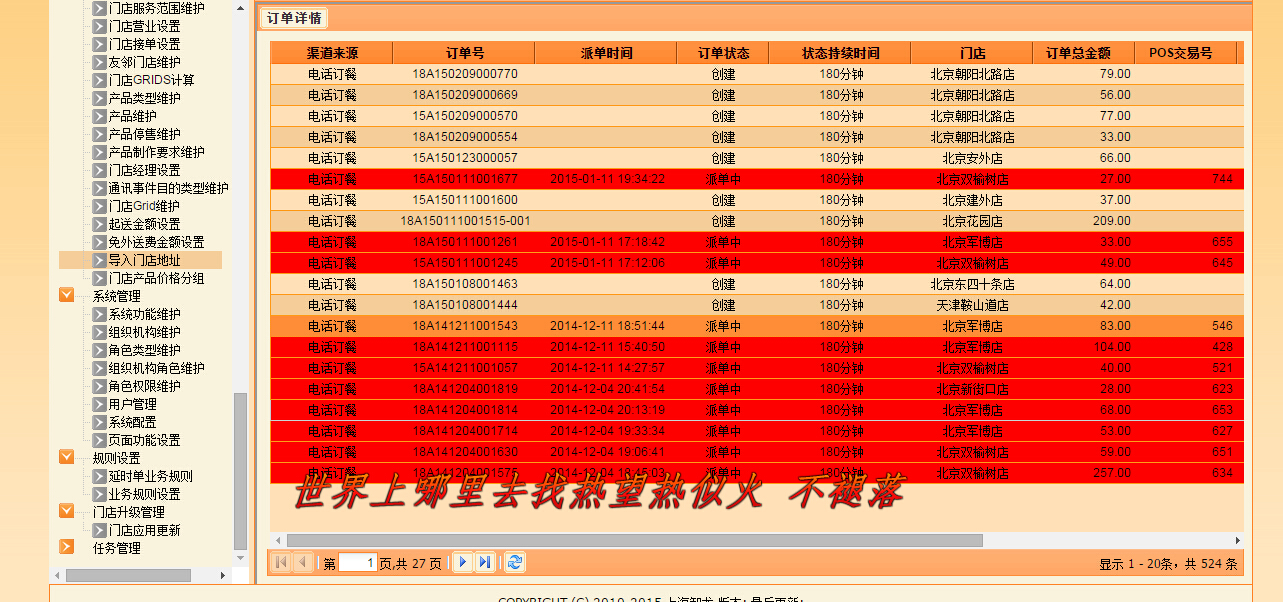 门店服务范围维护
门店营业设置
门店接单设置
友邻门店维护
门店GRIDS计算
产品类型维护
产品维护
产品停售维护
产品制作要求维护
门店经理设置
通讯事件目的类型维护
门店Grid维护
起送金额设置
免外送费金额设置
导入门店地址
门店产品价格分组
系统管理
系统功能维护
组织机构维护
角色类型维护
组织机构角色维护
角色权限维护
用户管理
系统配置
页面功能设置
规则设置
延时单业务规则
业务规则设置
门店升级管理
门店应用更新
任务管理
订单详情
渠道来源 订单号 派单时间 订单状态 状态持续时间 门店 订单总金额 POS交易号
电话订餐 18A150209000770 创建 180分钟 北京朝阳北路店 79.00
电话订餐 18A150209000669 创建 180分钟 北京朝阳北路店 56.00
电话订餐 15A150209000570 创建 180分钟 北京朝阳北路店 77.00
电话订餐 18A150209000554 创建 180分钟 北京朝阳北路店 33.00
电话订餐 15A150123000057 创建 180分钟 北京安外店 66.00
电话订餐 15A150111001677 2015-01-11 19:34:22 派单中 180分钟 北京双榆树店 27.00 744
电话订餐 15A150111001600 创建 180分钟 北京建外店 37.00
电话订餐 18A150111001515-001 创建 180分钟 北京花园店 209.00
电话订餐 18A150111001261 2015-01-11 17:18:42 派单中 180分钟 北京军博店 33.00 655
电话订餐 18A150111001245 2015-01-11 17:12:06 派单中 180分钟 北京双榆树店 49.00 645
电话订餐 18A150108001463 创建 180分钟 北京东四十条店 64.00
电话订餐 18A150108001444 创建 180分钟 天津鞍山道店 42.00
电话订餐 18A141211001543 2014-12-11 18:51:44 派单中 180分钟 北京军博店 83.00 546
电话订餐 18A141211001115 2014-12-11 15:40:50 派单中 180分钟 北京军博店 104.00 428
电话订餐 15A141211001057 2014-12-11 14:27:57 派单中 180分钟 北京双榆树店 40.00 521
电话订餐 18A141204001819 2014-12-04 20:41:54 派单中 180分钟 北京新街口店 28.00 623
电话订餐 18A141204001814 2014-12-04 20:13:19 派单中 180分钟 北京军博店 68.00 653
电话订餐 18A141204001714 2014-12-04 19:33:34 派单中 180分钟 北京军博店 53.00 627
电话订餐 18A141204001630 2014-12-04 19:06:41 派单中 180分钟 北京双榆树店 59.00 651
电话订餐 18A141204001575 2014-12-04 18:45:03 派单中 180分钟 北京双榆树店 257.00 634
世界上哪里去找热望热似火 不褪落
第 1 页,共 27 页 显示 1 - 20条，共 524 条
COPYRIGHT (C) 2010-2015 上海